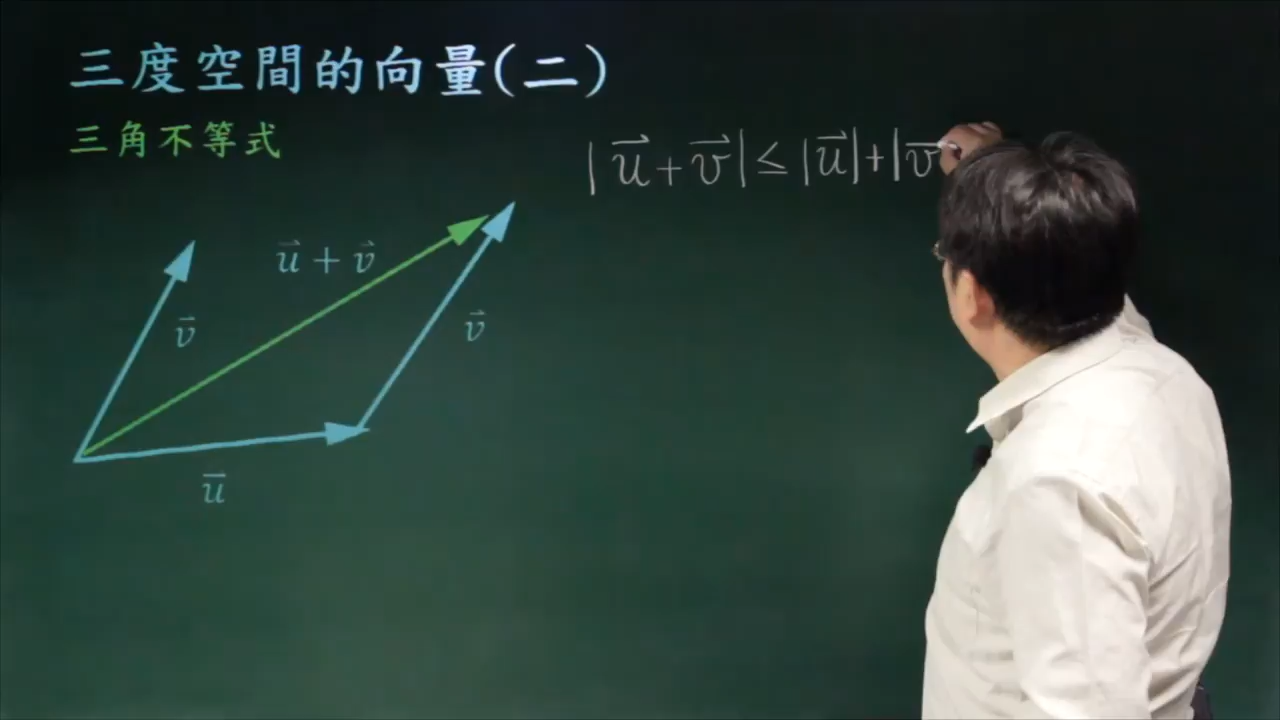 三度空間的向量(二)
三角不等式
|u⃗+v⃗|≤|u⃗|+|v⃗
u⃗ + v⃗
v⃗
v⃗
u⃗